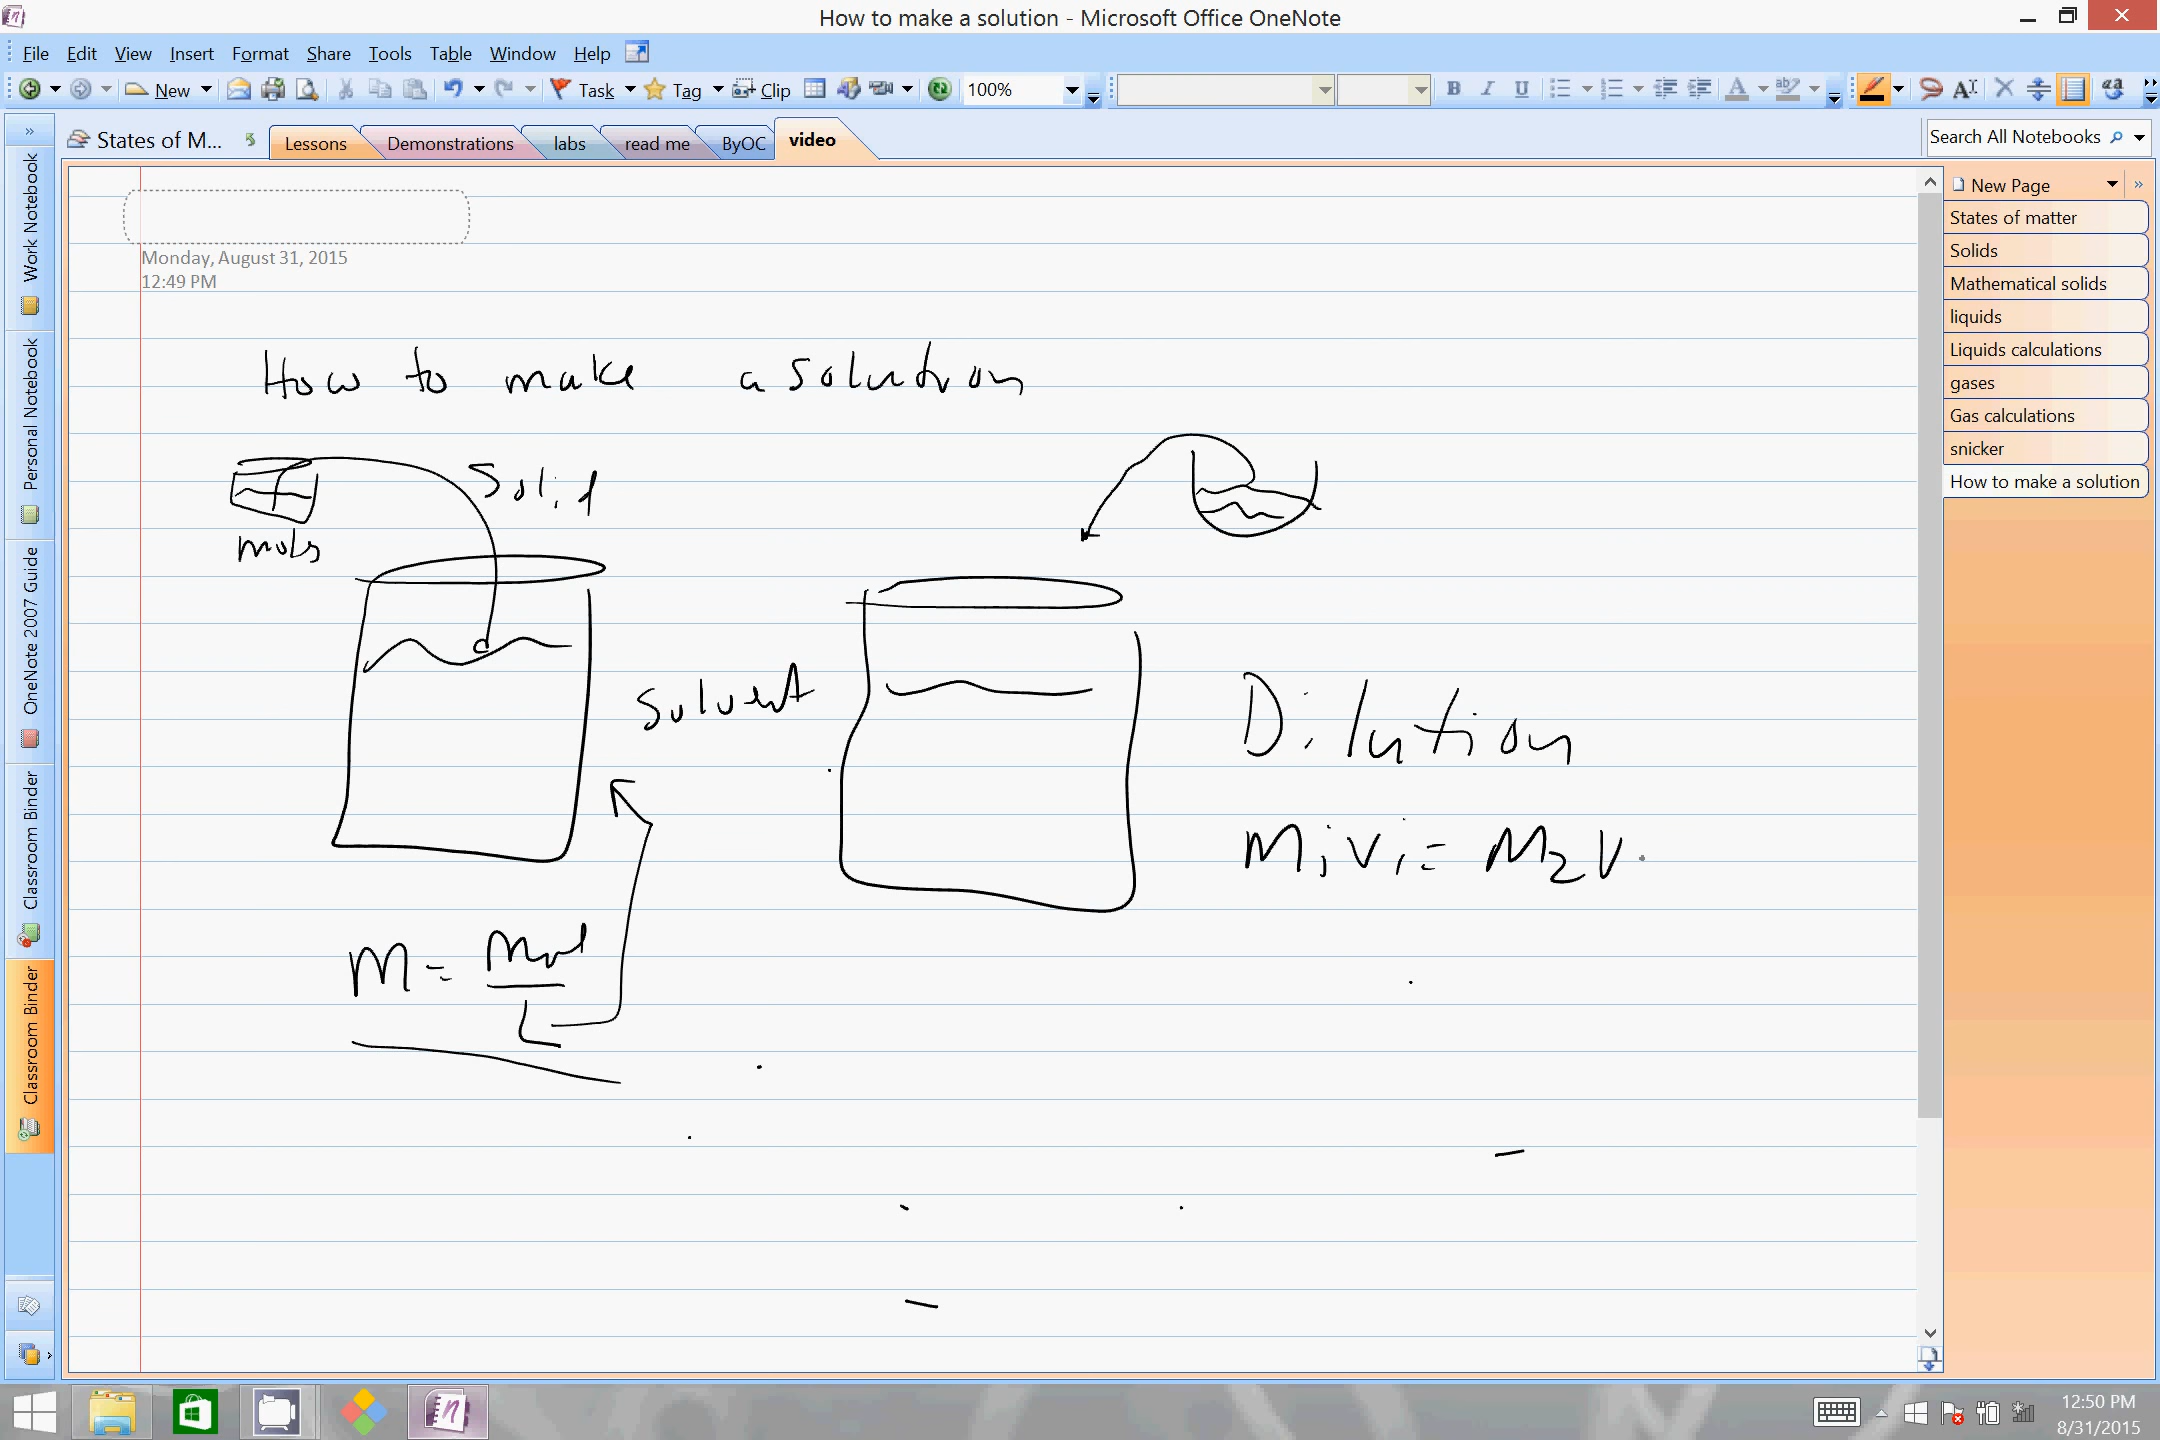 How to make a solution - Microsoft Office OneNote
File Edit View Insert Format Share Tools Table Window Help
New Task Tag Clip 100% B I U A ab A
States of M... Lessons Demonstrations labs read me ByOC video Search All Notebooks
Work Notebook
Personal Notebook
OneNote 2007 Guide
Classroom Binder
Classroom Binder
Monday, August 31, 2015
12:49 PM
How to make a solution
Solid
mols
Solvent
Dilution
M1V1 = M2V
M = mol
L
New Page
States of matter
Solids
Mathematical solids
liquids
Liquids calculations
gases
Gas calculations
snicker
How to make a solution
12:50 PM
8/31/2015